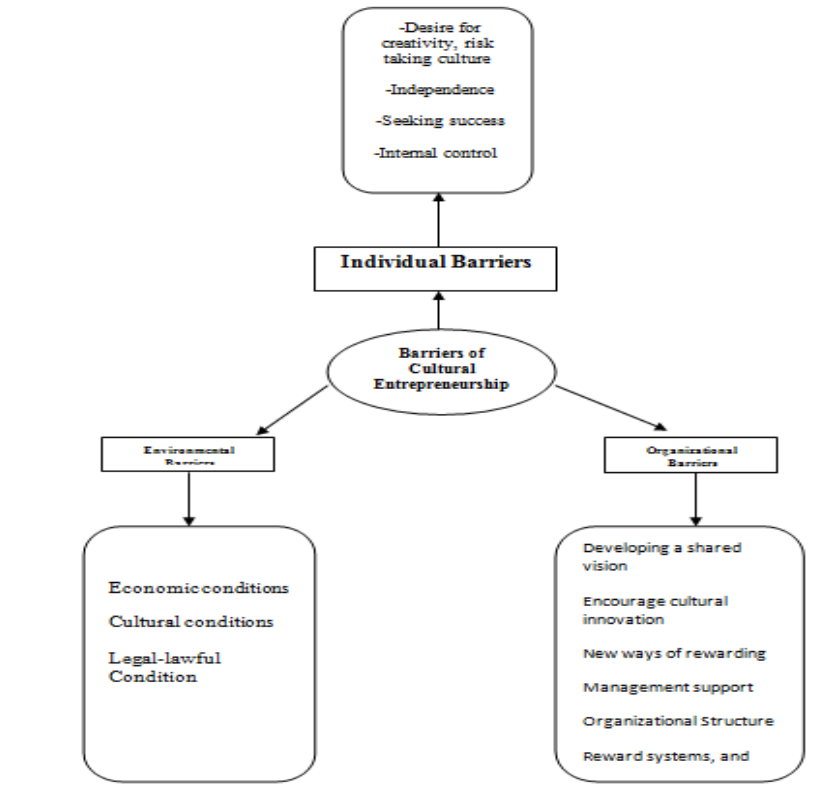 -Desire for
creativity, risk
taking culture
-Independence
-Seeking success
-Internal control
Individual Barriers
Barriers of
Cultural
Entrepreneurship
Environmental
Barriers
Organizational
Barriers
Economic conditions
Cultural conditions
Legal-lawful
Condition
Developing a shared
vision
Encourage cultural
innovation
New ways of rewarding
Management support
Organizational Structure
Reward systems, and